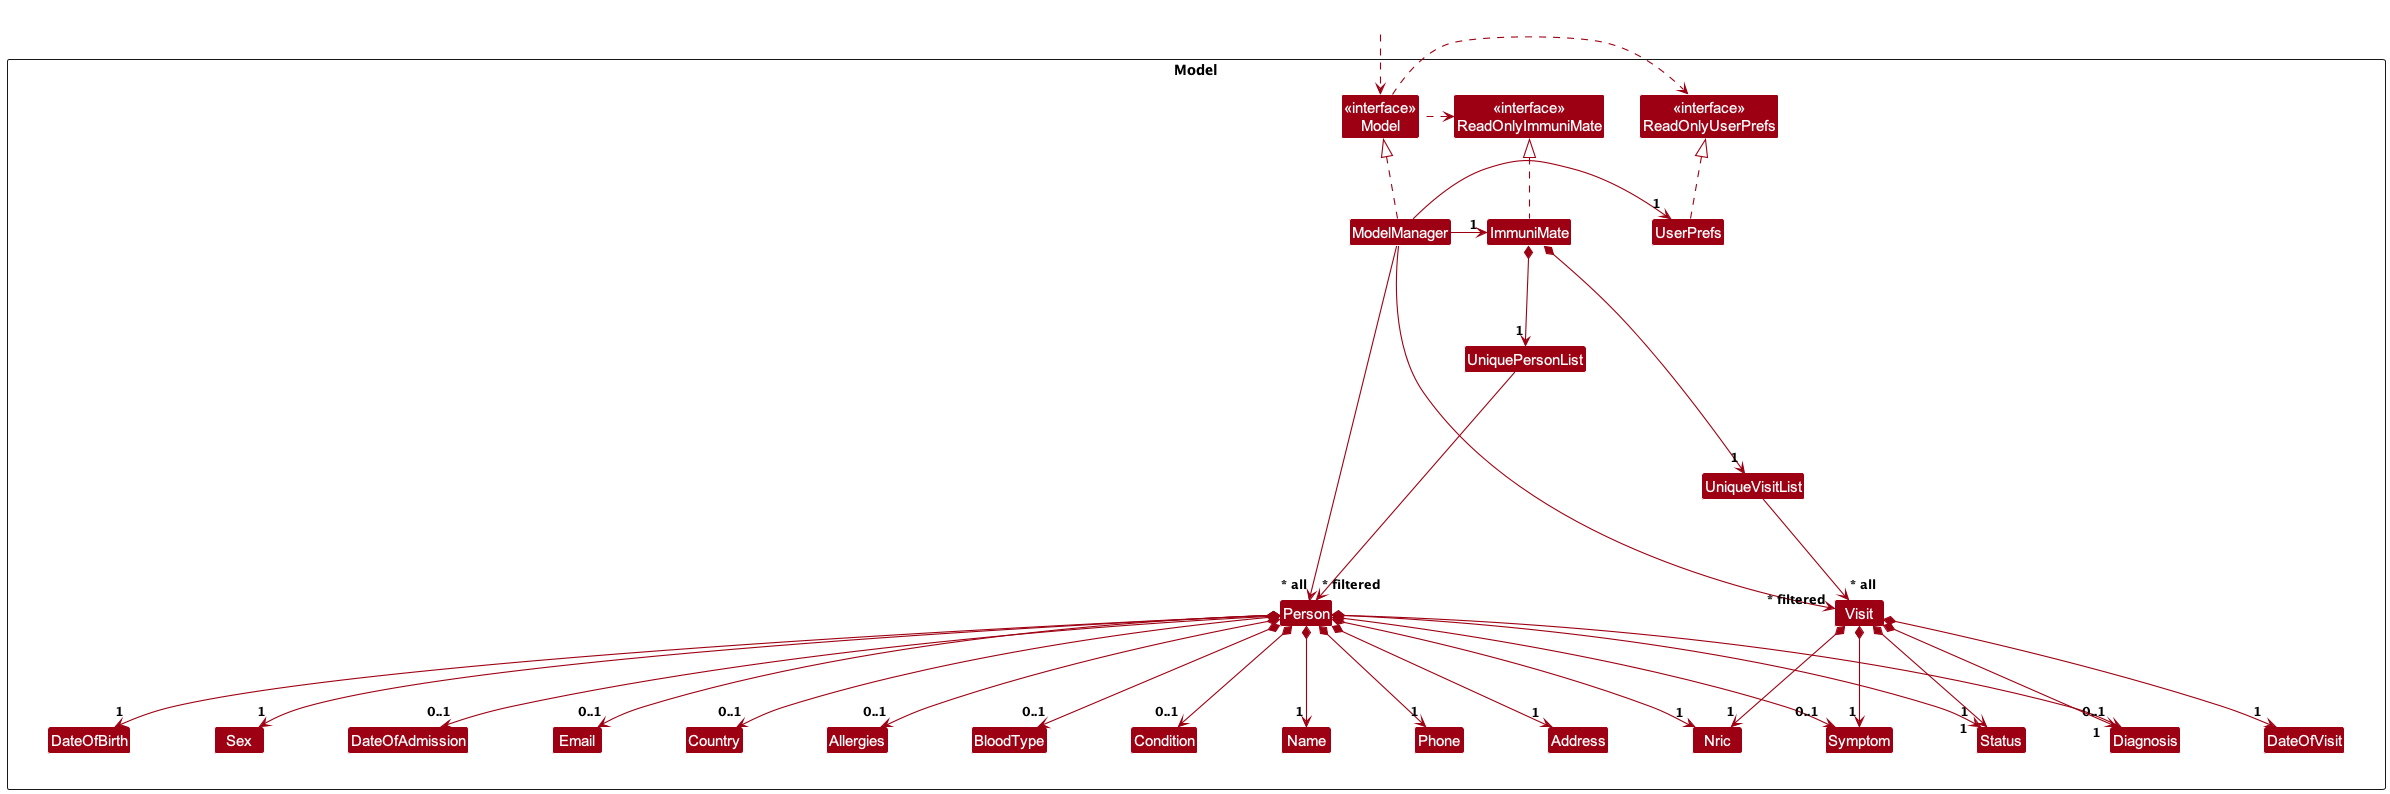 Model
«interface»
Model
«interface»
ReadOnlyImmuniMate
«interface»
ReadOnlyUserPrefs
1
ModelManager
1
ImmuniMate
UserPrefs
1
UniquePersonList
1
UniqueVisitList
* all
* filtered
* all
* filtered
Person
Visit
1
1
0..1
0..1
0..1
0..1
0..1
0..1
1
1
1
1
1
0..1
1
1
0..1
1
1
1
DateOfBirth
Sex
DateOfAdmission
Email
Country
Allergies
BloodType
Condition
Name
Phone
Address
Nric
Symptom
Status
Diagnosis
DateOfVisit